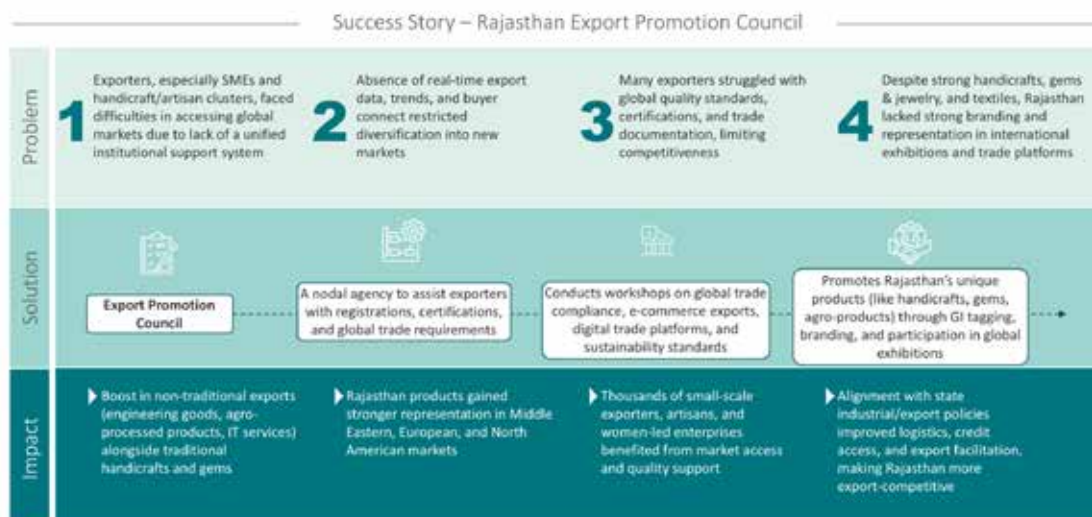 Success Story – Rajasthan Export Promotion Council
Problem
1
Exporters, especially SMEs and
handicraft/artisan clusters, faced
difficulties in accessing global
markets due to lack of a unified
institutional support system
2
Absence of real-time export
data, trends, and buyer
connect restricted
diversification into new
markets
3
Many exporters struggled with
global quality standards,
certifications, and trade
documentation, limiting
competitiveness
4
Despite strong handicrafts, gems
& jewelry, and textiles, Rajasthan
lacked strong branding and
representation in international
exhibitions and trade platforms
Solution
Export Promotion
Council
A nodal agency to assist exporters
with registrations, certifications,
and global trade requirements
Conducts workshops on global trade
compliance, e-commerce exports,
digital trade platforms, and
sustainability standards
Promotes Rajasthan's unique
products (like handicrafts, gems,
agro-products) through GI tagging,
branding, and participation in global
exhibitions
Impact
Boost in non-traditional exports
(engineering goods, agro-
processed products, IT services)
alongside traditional
handicrafts and gems
Rajasthan products gained
stronger representation in Middle
Eastern, European, and North
American markets
Thousands of small-scale
exporters, artisans, and
women-led enterprises
benefited from market access
and quality support
Alignment with state
industrial/export policies
improved logistics, credit
access, and export facilitation,
making Rajasthan more
export-competitive